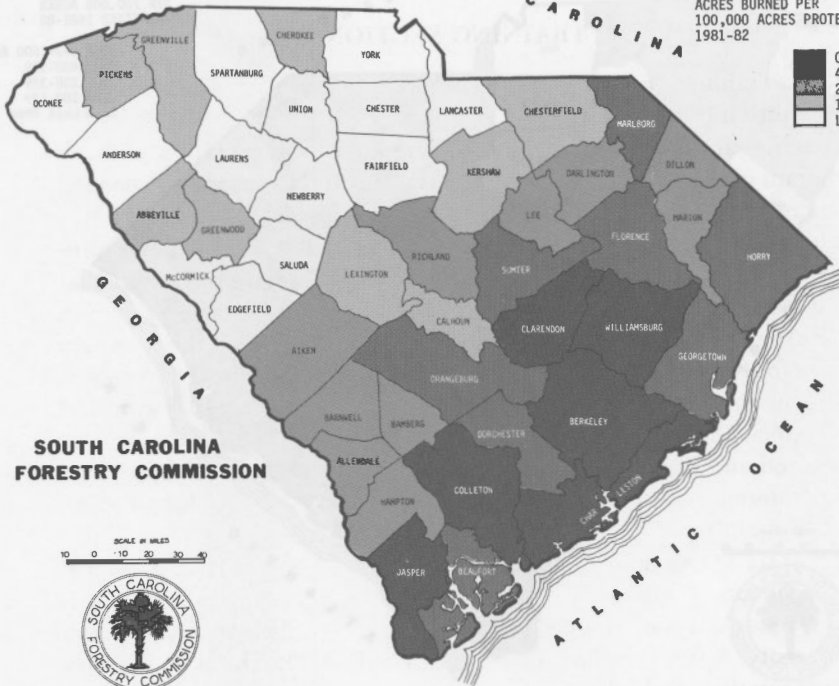 CAROLINA
ACRES BURNED PER
100,000 ACRES
1981-82
CHEROKEE
GREENVILLE
YORK
PICKENS
SPARTANBURG
OCONEE
UNION
CHESTER
LANCASTER
CHESTERFIELD
MARLBORG
ANDERSON
LAURENS
FAIRFIELD
KERSHAW
DARLINGTON
DILLON
NEWBERRY
ABBEVILLE
GREENWOOD
LEE
MARION
FLORENCE
RICHLAND
SUMTER
HORRY
SALUDA
MCCORMICK
LEXINGTON
EDGEFIELD
CALHOUN
CLARENDON
WILLIAMSBURG
GEORGIA
AIKEN
GEORGETOWN
ORANGEBURG
BARNWELL
BAMBERG
DORCHESTER
BERKELEY
SOUTH CAROLINA
FORESTRY COMMISSION
ALLENDALE
HAMPTON
COLLETON
CHAR
LESTON
ATLANTIC OCEAN
JASPER
BEAUFORT
SCALE IN MILES
10 0 10 20 30 40
SOUTH CAROLINA
FORESTRY COMMISSION